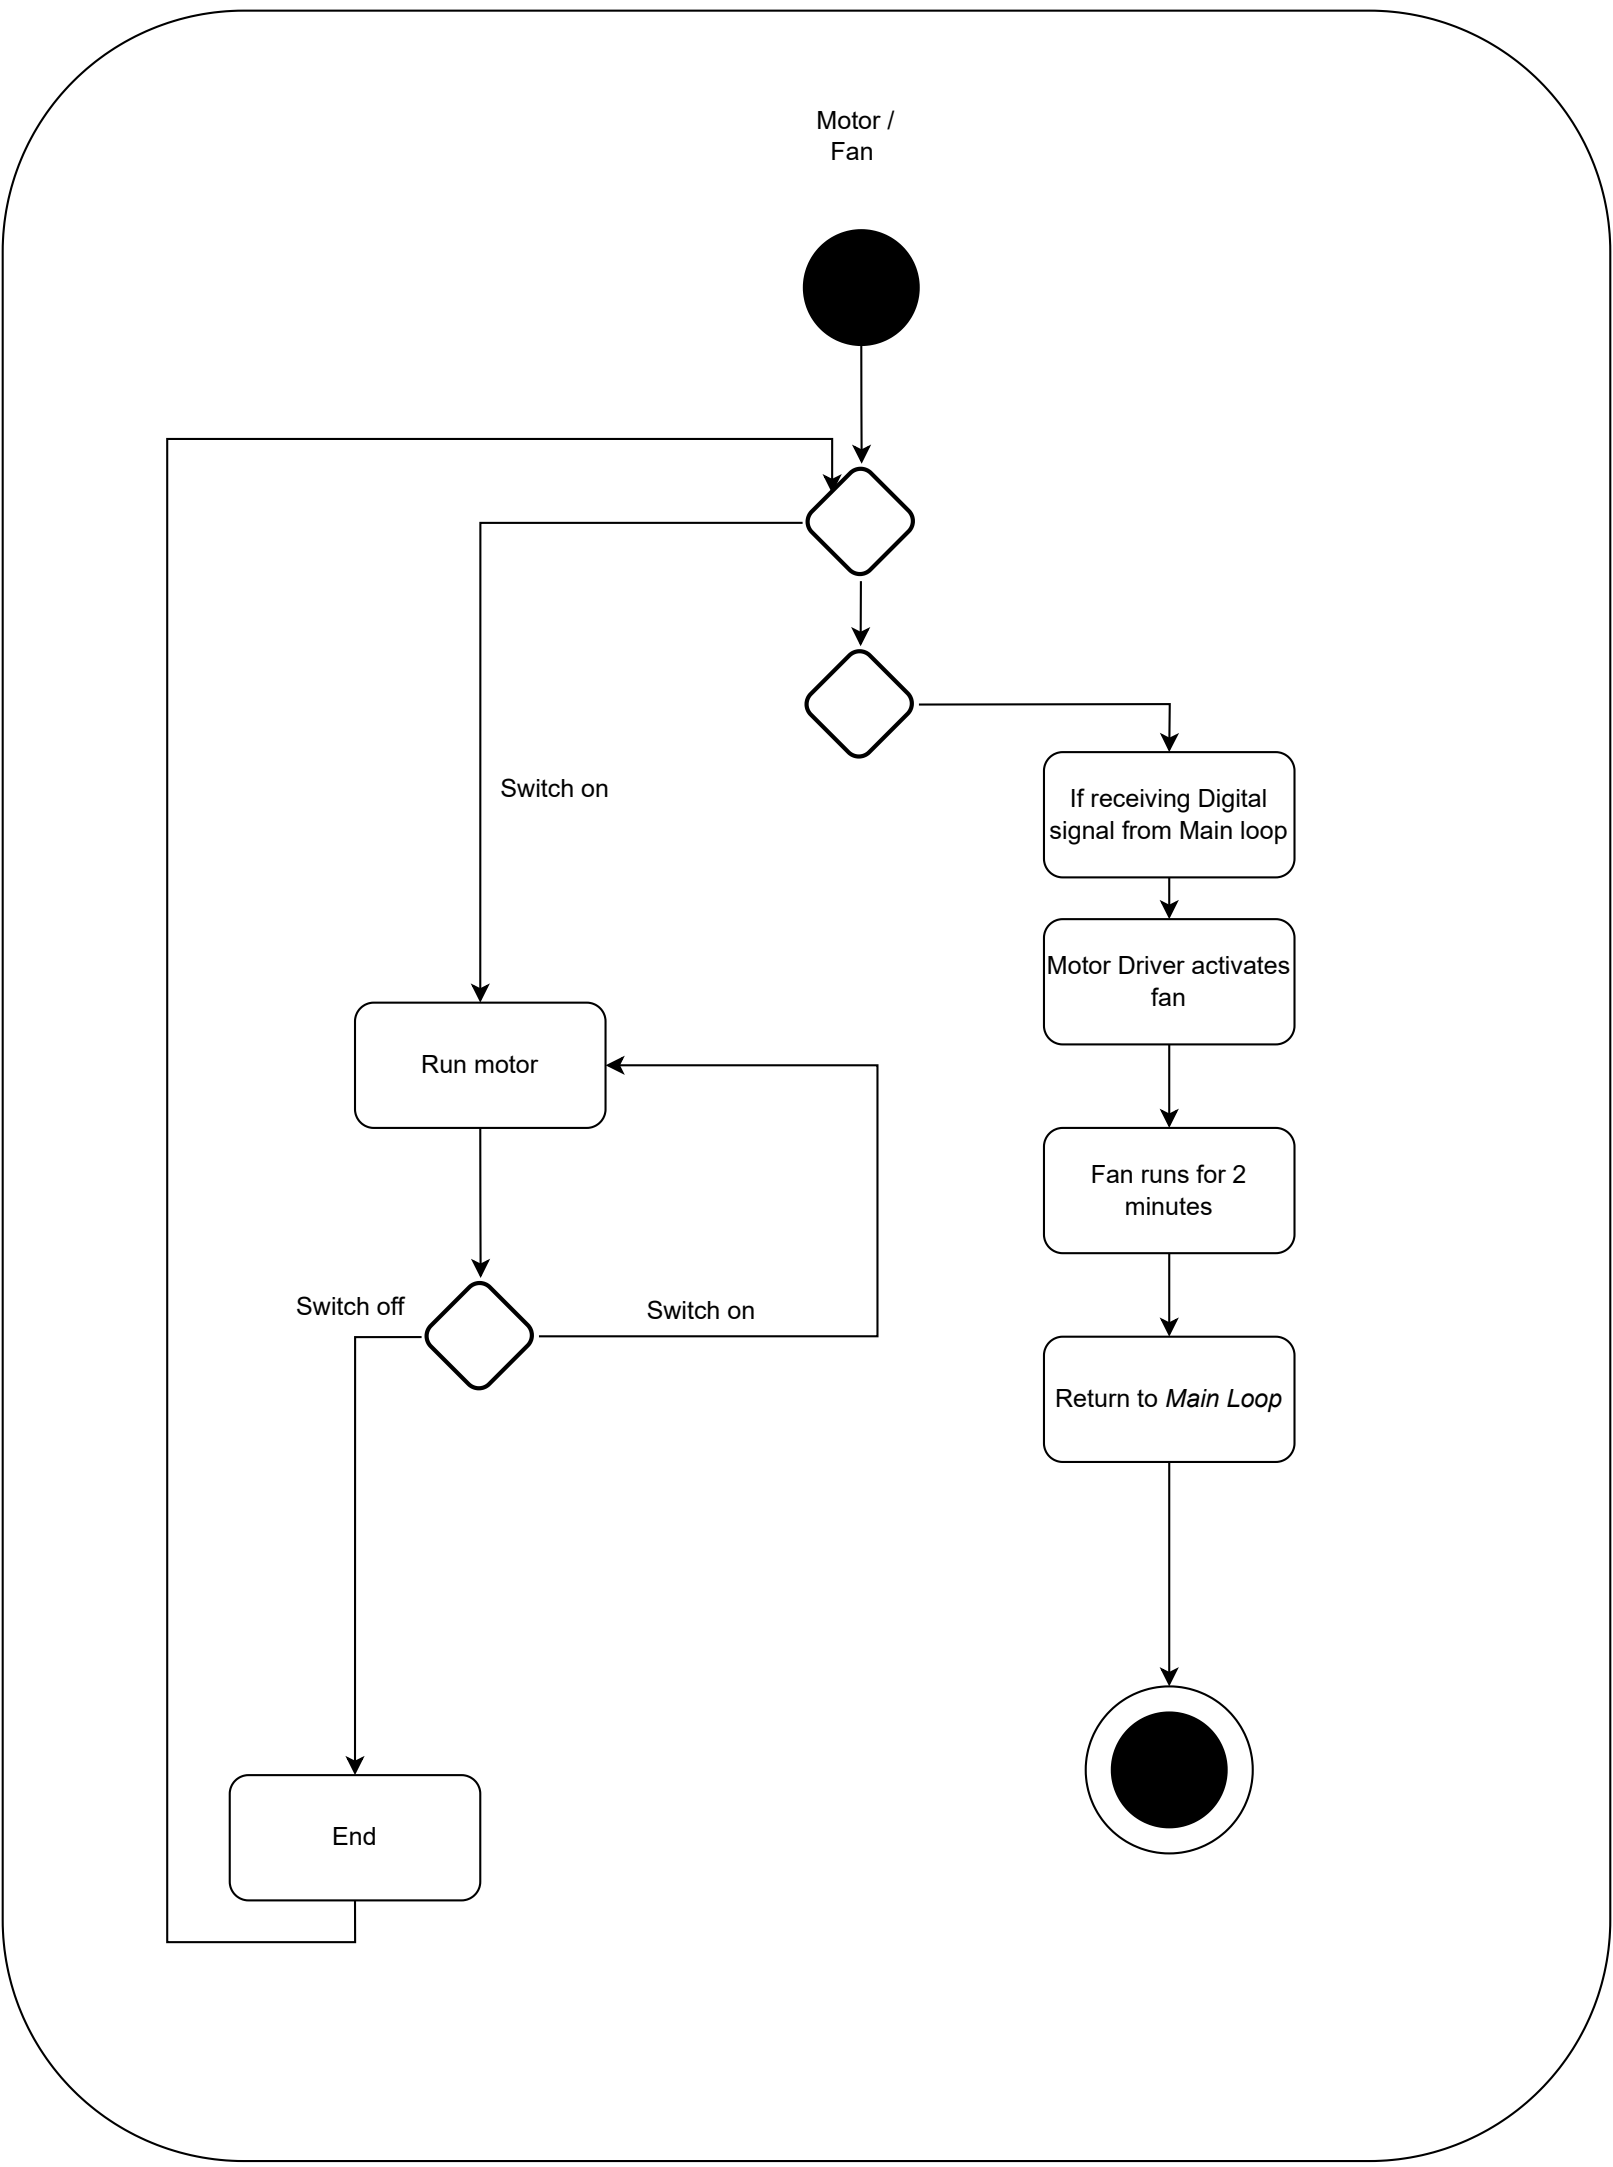 Motor /
Fan
Switch on
If receiving Digital
signal from Main loop
Motor Driver activates
fan
Run motor
Fan runs for 2
minutes
Switch off
Switch on
Return to Main Loop
End